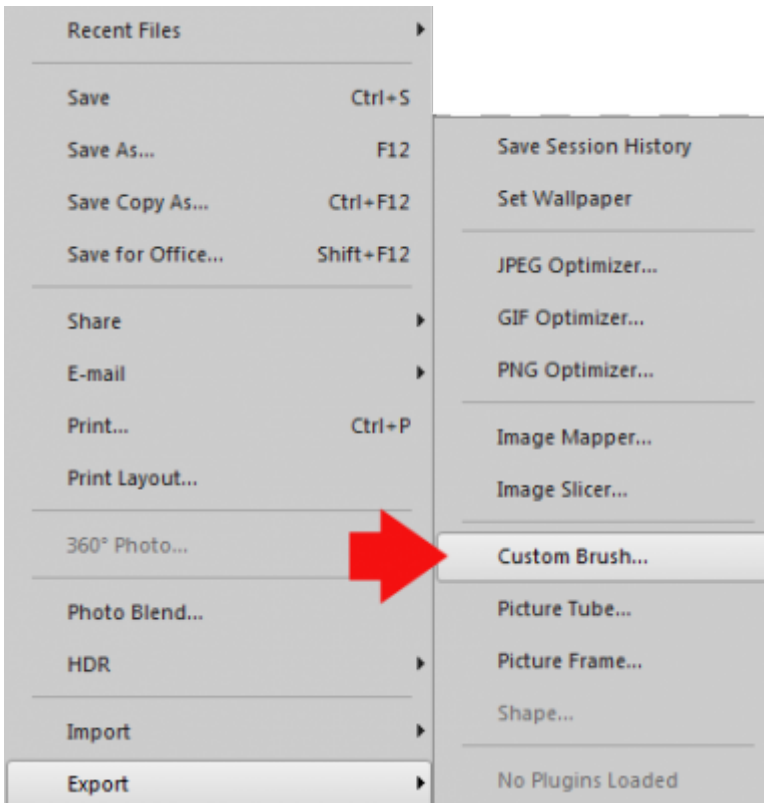 Recent Files
Save Ctrl+S
Save As... F12
Save Copy As... Ctrl+F12
Save for Office... Shift+F12
Share
E-mail
Print... Ctrl+P
Print Layout...
360° Photo...
Photo Blend...
HDR
Import
Export
Save Session History
Set Wallpaper
JPEG Optimizer...
GIF Optimizer...
PNG Optimizer...
Image Mapper...
Image Slicer...
Custom Brush...
Picture Tube...
Picture Frame...
Shape...
No Plugins Loaded